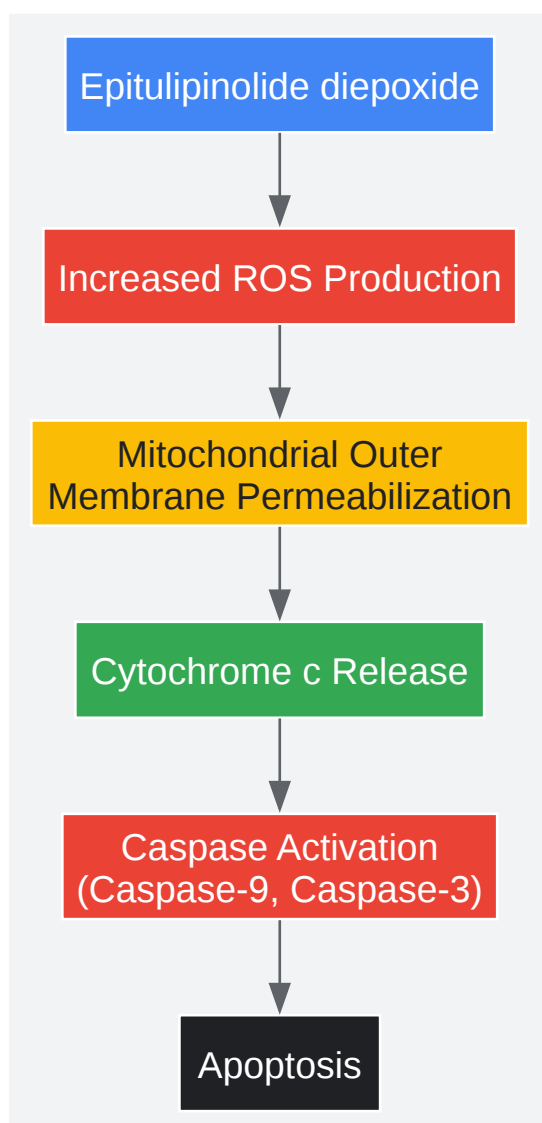 Epitulipinolide diepoxide
Increased ROS Production
Mitochondrial Outer
Membrane Permeabilization
Cytochrome c Release
Caspase Activation
(Caspase-9, Caspase-3)
Apoptosis